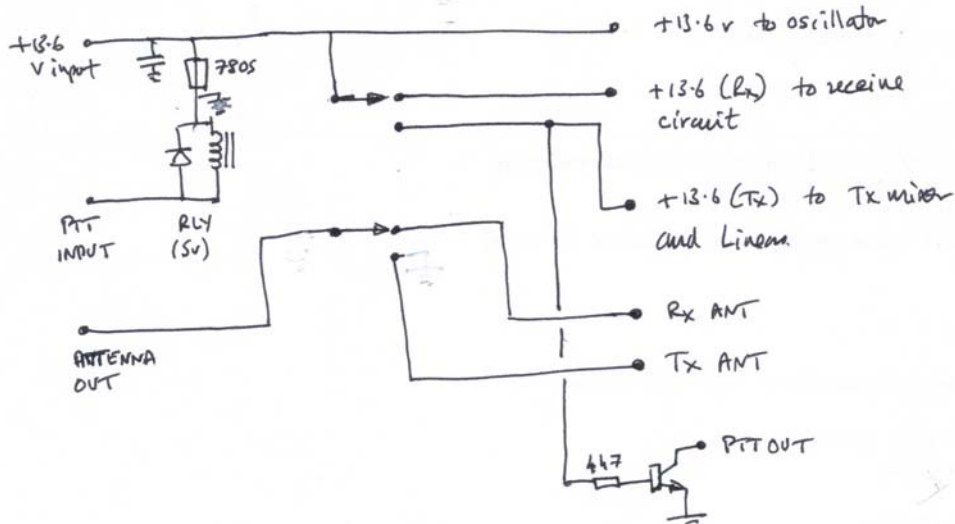 +13.6
V input
7805
+13.6 v to oscillator
+13.6 (Rx) to receive
circuit
+13.6 (Tx) to Tx mixer
and Linear.
PTT
INPUT
RLY
(5v)
ANTENNA
OUT
Rx ANT
Tx ANT
4k7
PTT OUT